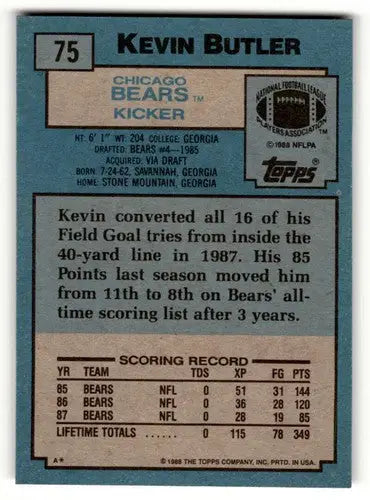 75
KEVIN BUTLER
CHICAGO
BEARS TM
KICKER
NATIONAL FOOTBALL LEAGUE
PLAYERS ASSOCIATION
© 1988 NFLPA
Topps
HT: 6' 1" WT: 204 COLLEGE: GEORGIA
DRAFTED: BEARS #4—1985
ACQUIRED: VIA DRAFT
BORN: 7-24-62, SAVANNAH, GEORGIA
HOME: STONE MOUNTAIN, GEORGIA
Kevin converted all 16 of his
Field Goal tries from inside the
40-yard line in 1987. His 85
Points last season moved him
from 11th to 8th on Bears' all-
time scoring list after 3 years.
SCORING RECORD
YR TEAM TDS XP FG PTS
85 BEARS NFL 0 51 31 144
86 BEARS NFL 0 36 28 120
87 BEARS NFL 0 28 19 85
LIFETIME TOTALS ...... 0 115 78 349
A* © 1988 THE TOPPS COMPANY, INC. PRTD. IN U.S.A.